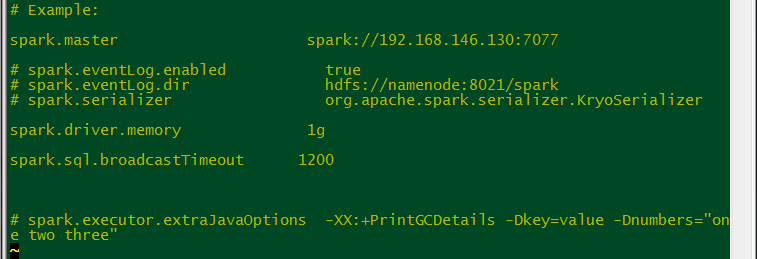 # Example:
spark.master                     spark://192.168.146.130:7077
# spark.eventLog.enabled           true
# spark.eventLog.dir               hdfs://namenode:8021/spark
# spark.serializer                 org.apache.spark.serializer.KryoSerializer
spark.driver.memory              1g
spark.sql.broadcastTimeout      1200
# spark.executor.extraJavaOptions  -XX:+PrintGCDetails -Dkey=value -Dnumbers="on
e two three"
~